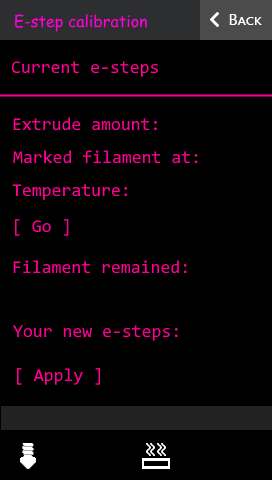 E-step calibration
Back
Current e-steps
Extrude amount:
Marked filament at:
Temperature:
[ Go ]
Filament remained:
Your new e-steps:
[ Apply ]